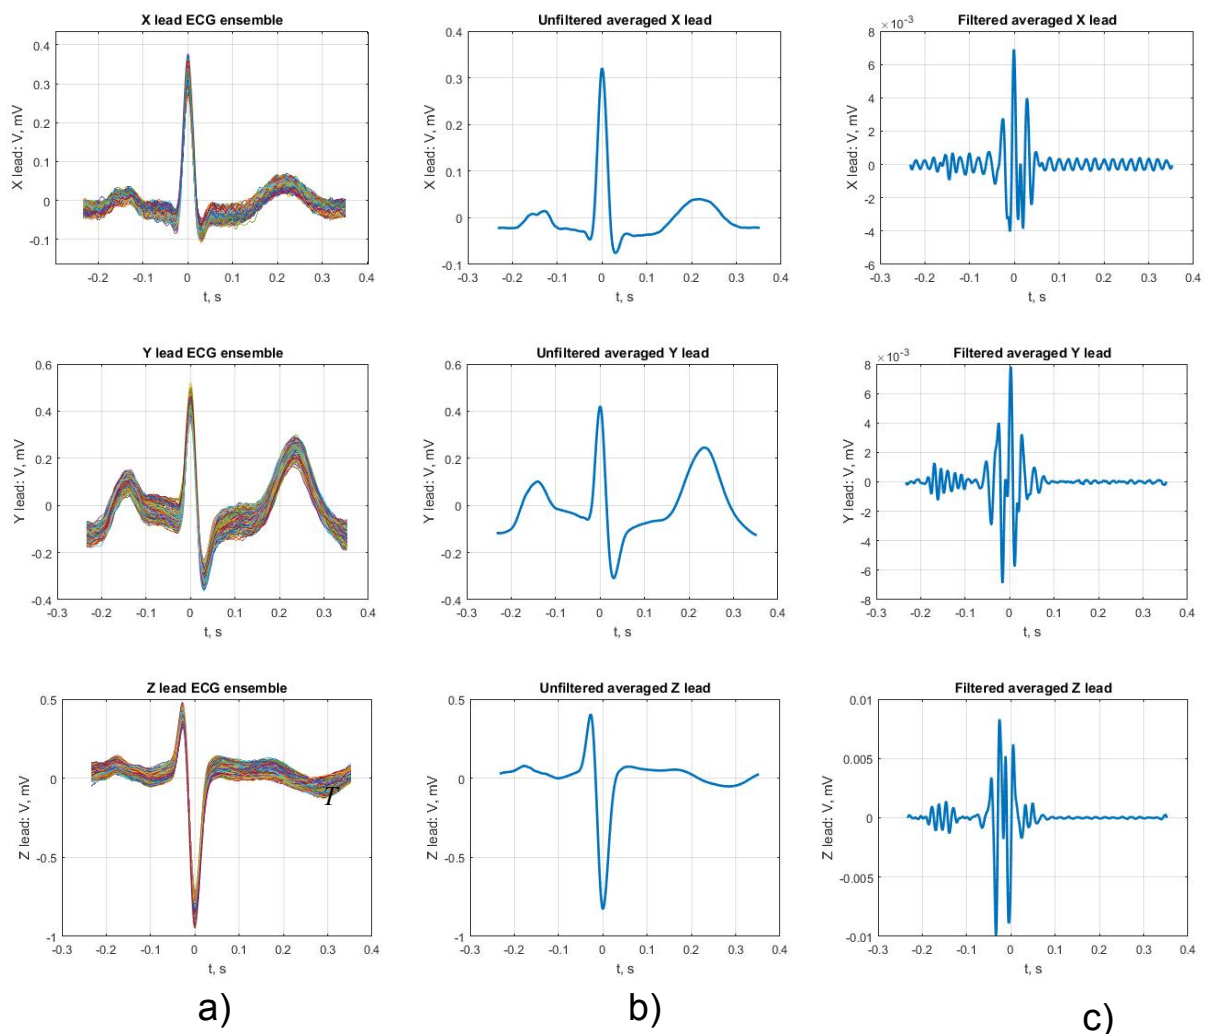 X lead ECG ensemble
0.4
0.3
0.2
0.1
0
-0.1
X lead: V, mV
-0.2 -0.1 0 0.1 0.2 0.3 0.4
t, s
Unfiltered averaged X lead
0.4
0.3
0.2
0.1
0
-0.1
X lead: V, mV
-0.3 -0.2 -0.1 0 0.1 0.2 0.3 0.4
t, s
Filtered averaged X lead
×10-3
8
6
4
2
0
-2
-4
-6
X lead: V, mV
-0.3 -0.2 -0.1 0 0.1 0.2 0.3 0.4
t, s
Y lead ECG ensemble
0.6
0.4
0.2
0
-0.2
-0.4
Y lead: V, mV
-0.3 -0.2 -0.1 0 0.1 0.2 0.3 0.4
t, s
Unfiltered averaged Y lead
0.6
0.4
0.2
0
-0.2
-0.4
Y lead: V, mV
-0.3 -0.2 -0.1 0 0.1 0.2 0.3 0.4
t, s
Filtered averaged Y lead
×10-3
8
6
4
2
0
-2
-4
-6
-8
Y lead: V, mV
-0.3 -0.2 -0.1 0 0.1 0.2 0.3 0.4
t, s
Z lead ECG ensemble
0.5
0
-0.5
-1
Z lead: V, mV
T
-0.3 -0.2 -0.1 0 0.1 0.2 0.3 0.4
t, s
Unfiltered averaged Z lead
0.5
0
-0.5
-1
Z lead: V, mV
-0.3 -0.2 -0.1 0 0.1 0.2 0.3 0.4
t, s
Filtered averaged Z lead
0.01
0.005
0
-0.005
-0.01
Z lead: V, mV
-0.3 -0.2 -0.1 0 0.1 0.2 0.3 0.4
t, s
a)
b)
c)